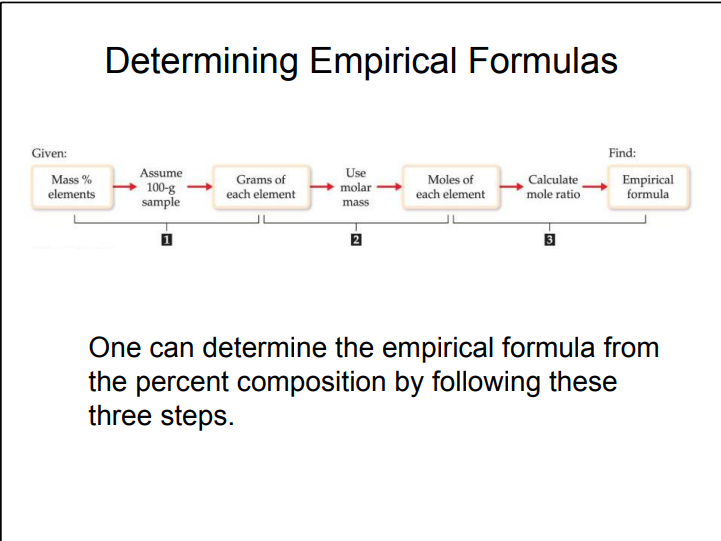 Determining Empirical Formulas
Given:
Find:
Mass %
elements
Assume
100-g
sample
Grams of
each element
Use
molar
mass
Moles of
each element
Calculate
mole ratio
Empirical
formula
1
2
3
One can determine the empirical formula from
the percent composition by following these
three steps.